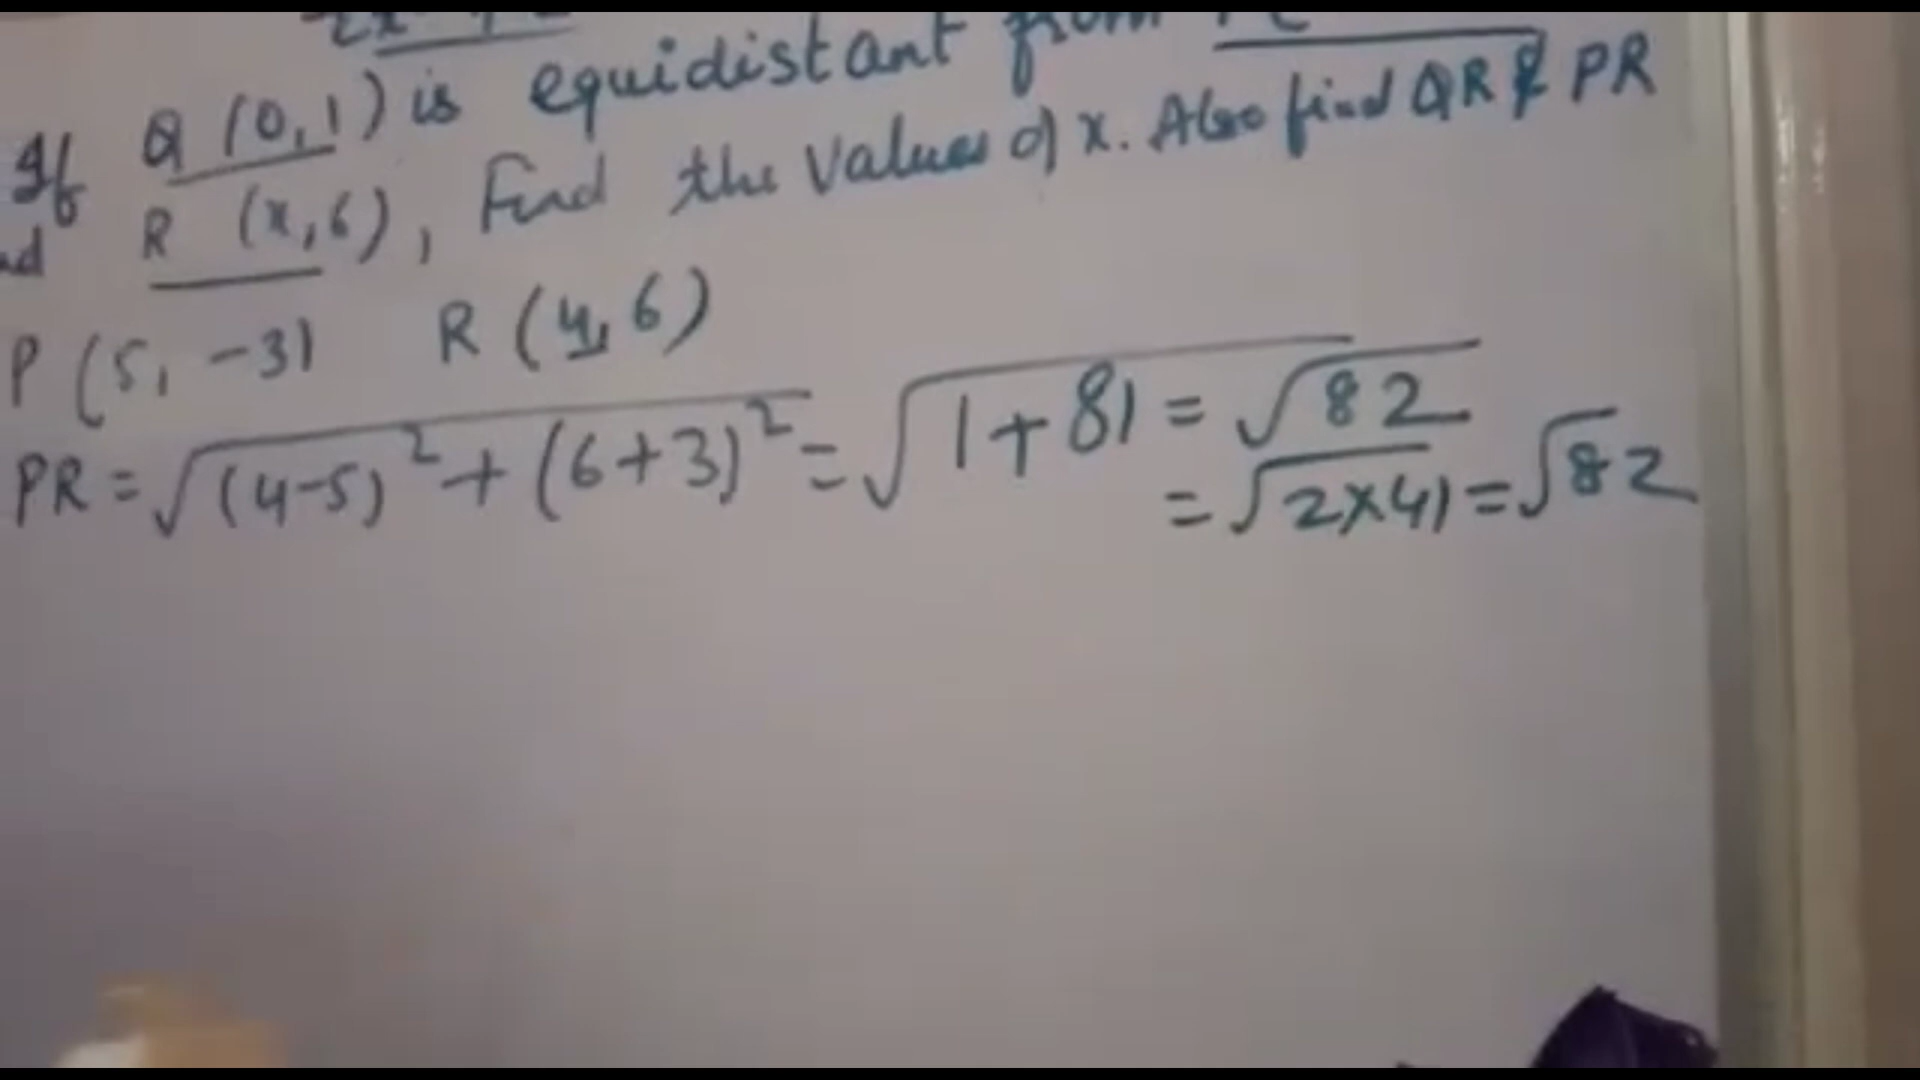 If Q (0,1) is equidistant from
nd R (x,6), Find the values of x. Also find QR & PR
P (5, -3) R (4,6)
PR = √(4-5)² + (6+3)² = √1+81 = √82
= √2×41 = √82